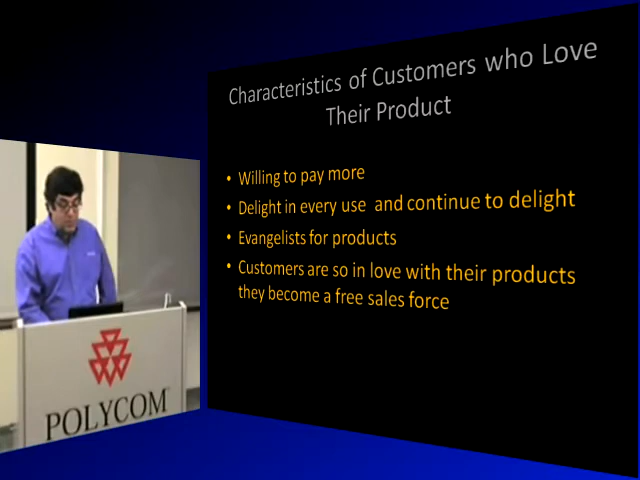 Characteristics of Customers who Love
Their Product
• Willing to pay more
• Delight in every use and continue to delight
• Evangelists for products
• Customers are so in love with their products
they become a free sales force
POLYCOM